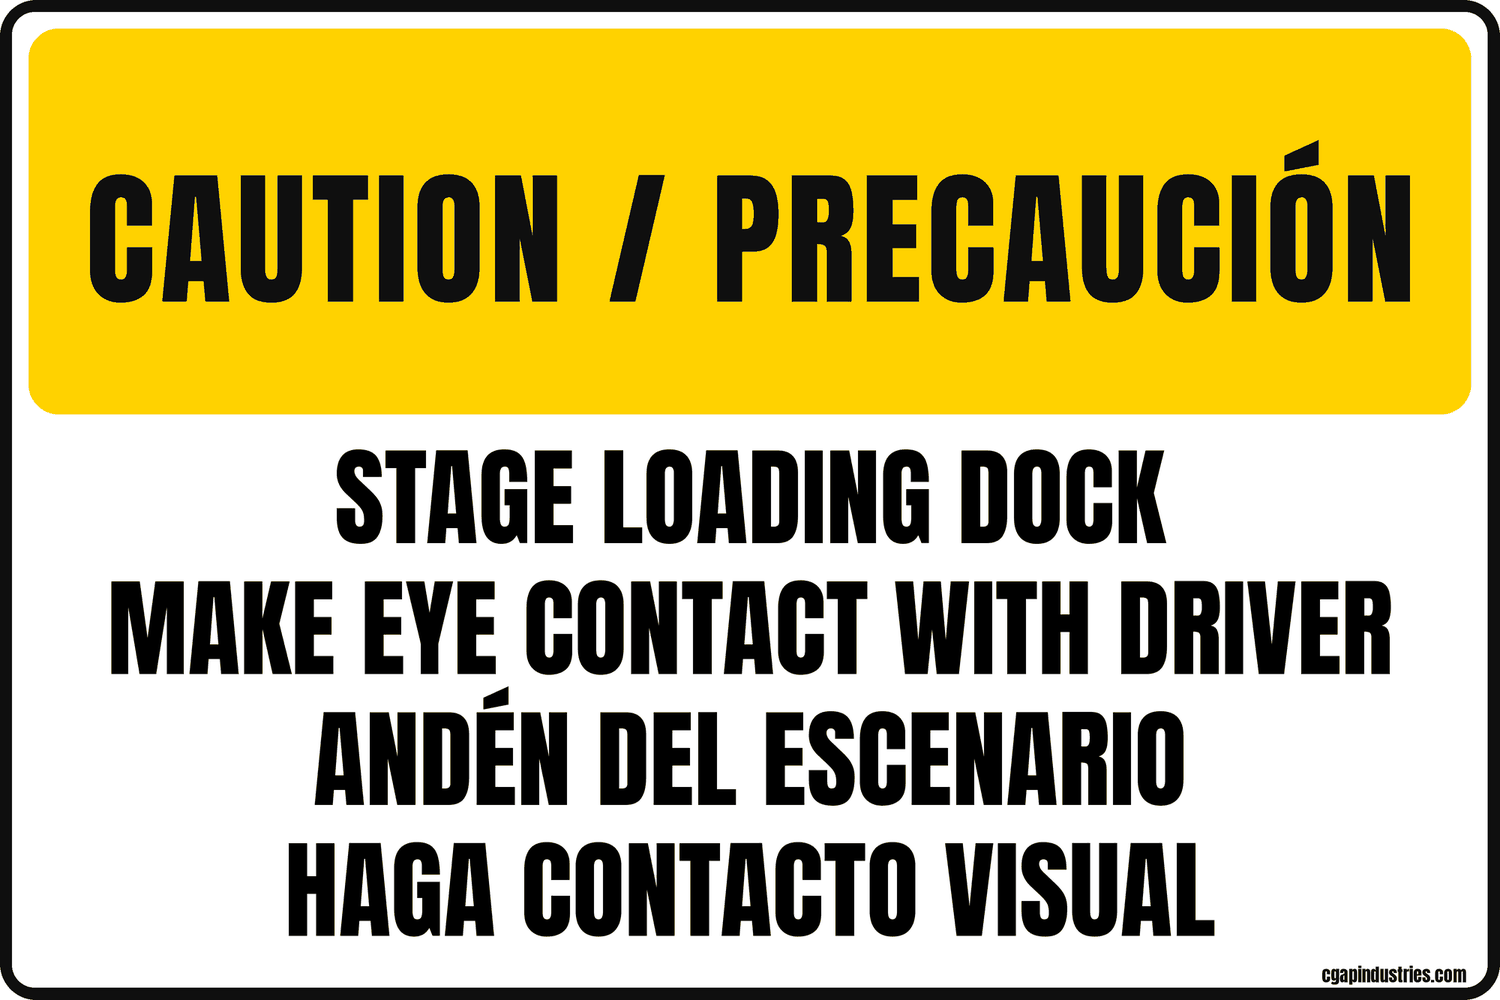 CAUTION / PRECAUCIÓN
STAGE LOADING DOCK
MAKE EYE CONTACT WITH DRIVER
ANDÉN DEL ESCENARIO
HAGA CONTACTO VISUAL
cgapindustries.com